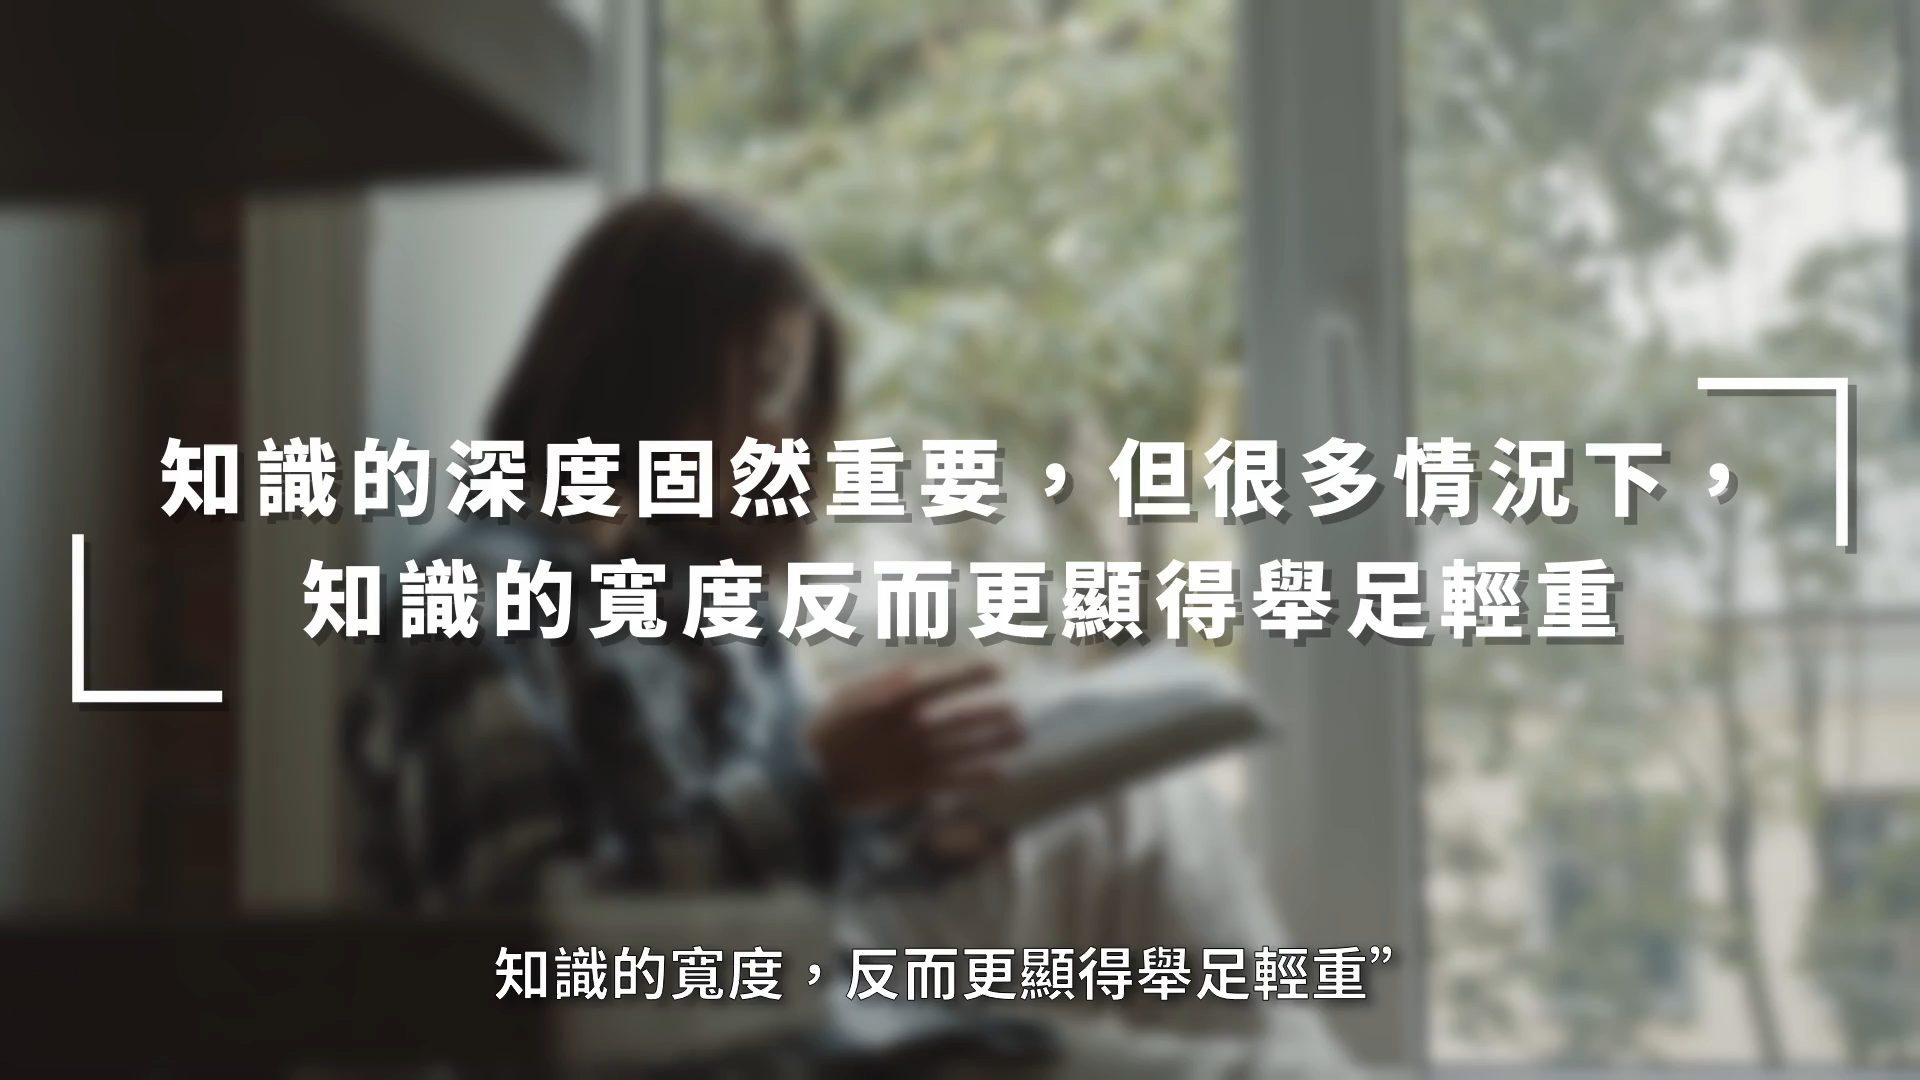 知識的深度固然重要，但很多情況下，
知識的寬度反而更顯得舉足輕重
知識的寬度，反而更顯得舉足輕重”